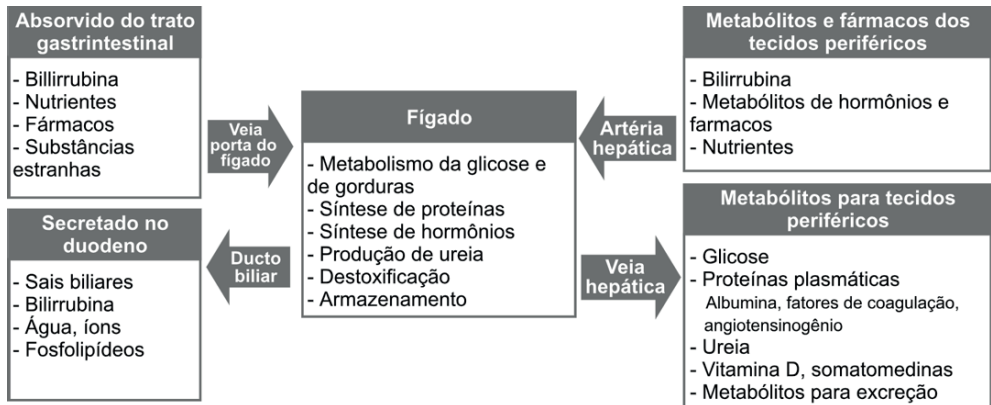 Absorvido do trato
gastrintestinal
- Billirrubina
- Nutrientes
- Fármacos
- Substâncias
estranhas
Veia
porta do
fígado
Secretado no
duodeno
- Sais biliares
- Bilirrubina
- Água, íons
- Fosfolipídeos
Ducto
biliar
Fígado
- Metabolismo da glicose e
de gorduras
- Síntese de proteínas
- Síntese de hormônios
- Produção de ureia
- Destoxificação
- Armazenamento
Artéria
hepática
Metabólitos e fármacos dos
tecidos periféricos
- Bilirrubina
- Metabólitos de hormônios e
farmacos
- Nutrientes
Veia
hepática
Metabólitos para tecidos
periféricos
- Glicose
- Proteínas plasmáticas
Albumina, fatores de coagulação,
angiotensinogênio
- Ureia
- Vitamina D, somatomedinas
- Metabólitos para excreção